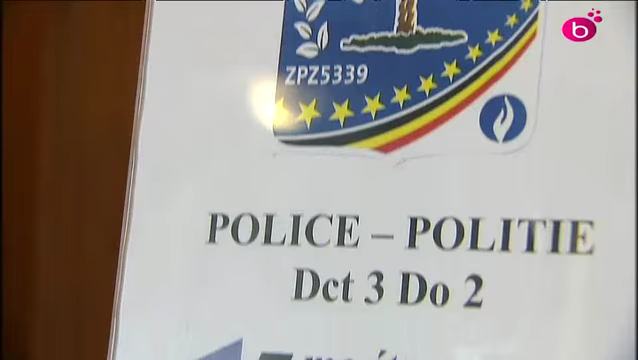 b
ZPZ5339
POLICE – POLITIE
Dct 3 Do 2